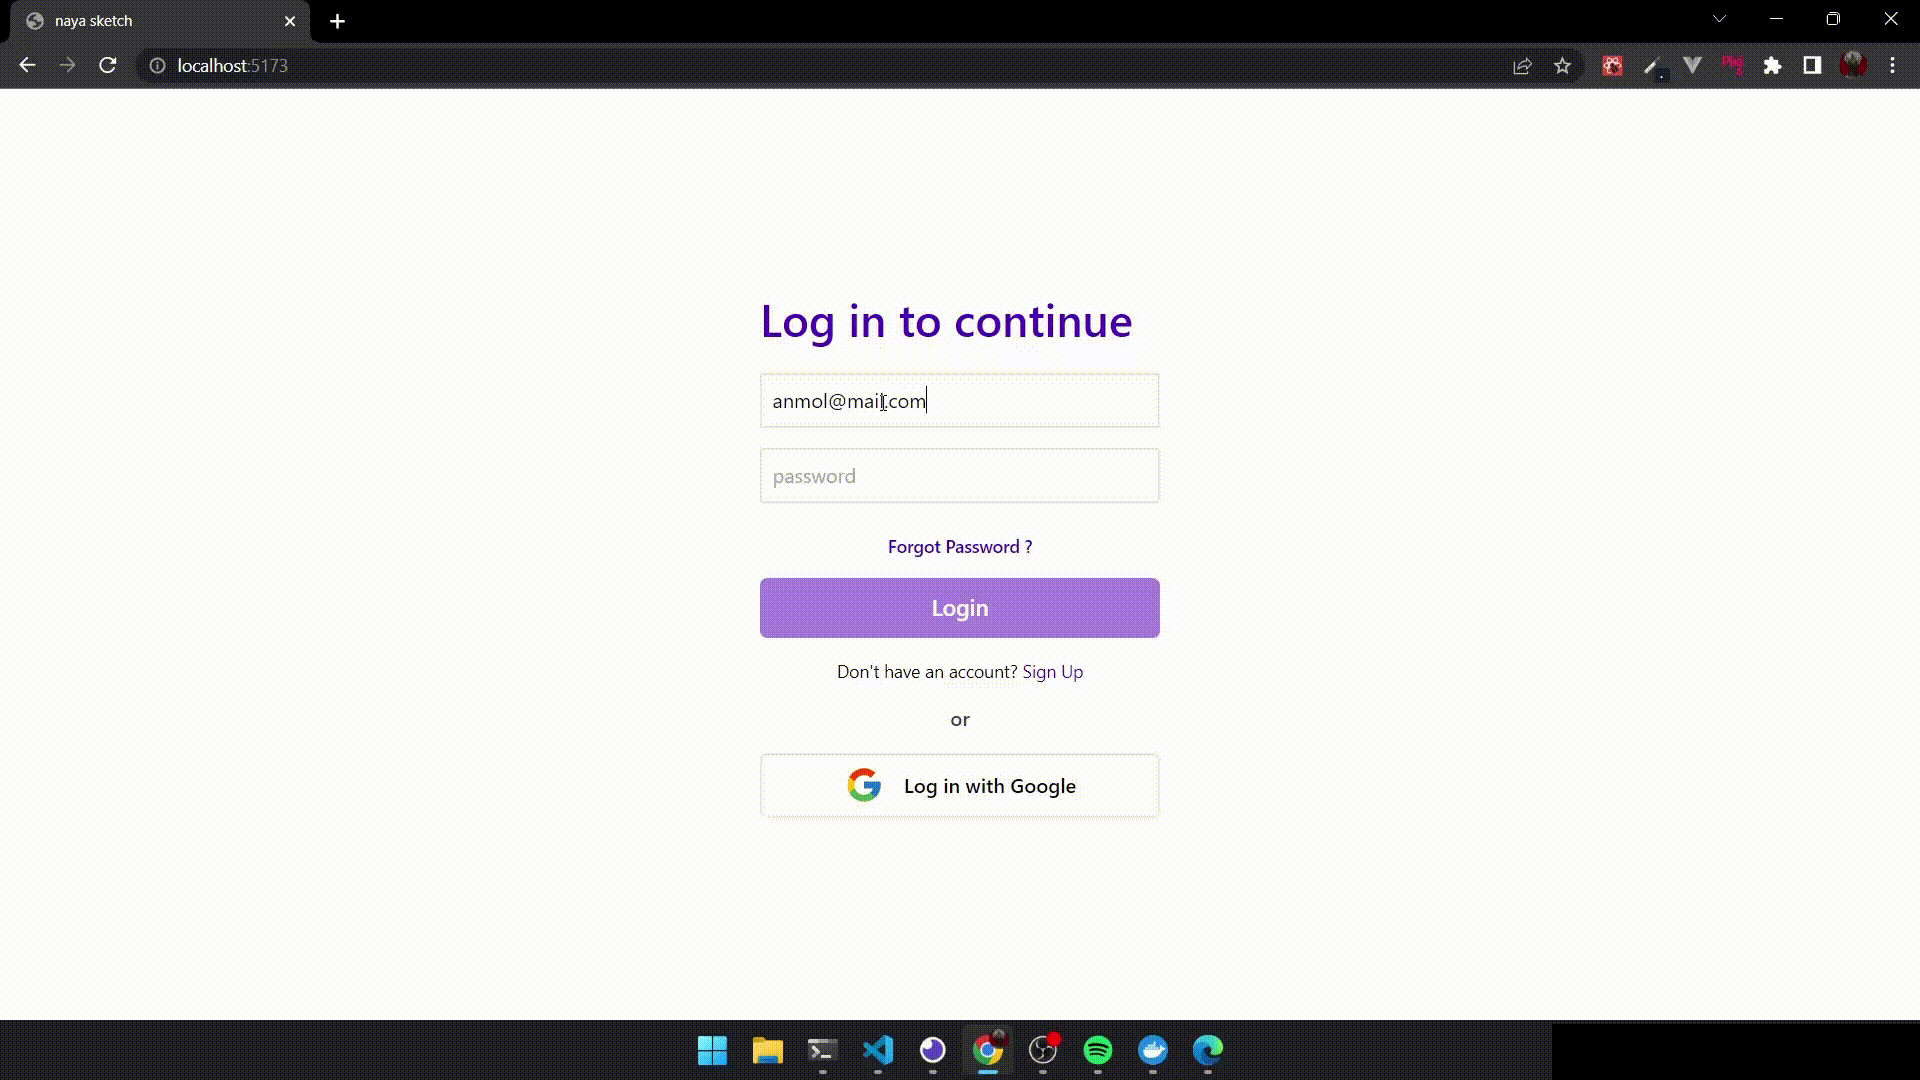 naya sketch
localhost:5173
Log in to continue
anmol@mail.com
password
Forgot Password ?
Login
Don't have an account? Sign Up
or
Log in with Google